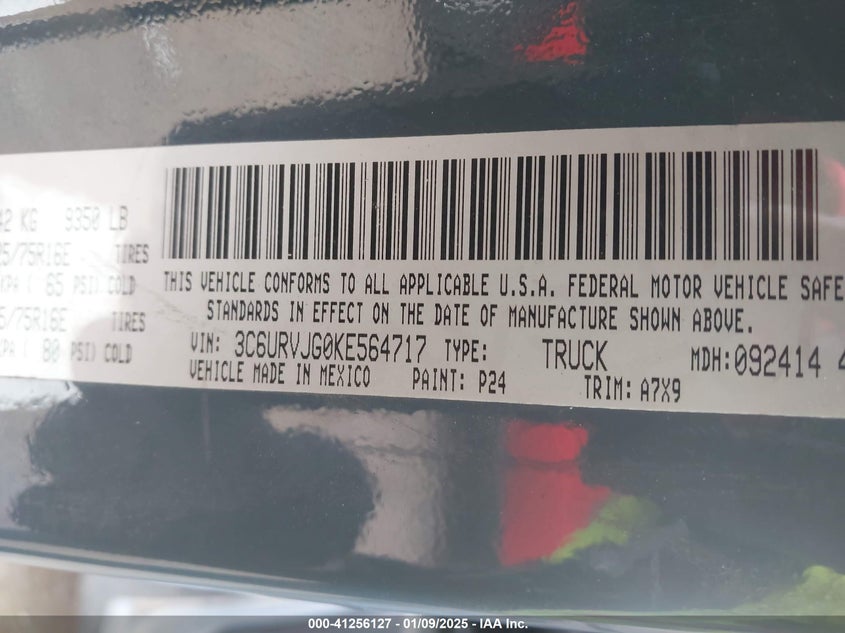 42 KG 9350 LB
5/75R16E TIRES
KPA ( 65 PSI) COLD
5/75R16E TIRES
KPA ( 80 PSI) COLD
THIS VEHICLE CONFORMS TO ALL APPLICABLE U.S.A. FEDERAL MOTOR VEHICLE SAFE
STANDARDS IN EFFECT ON THE DATE OF MANUFACTURE SHOWN ABOVE.
VIN: 3C6URVJG0KE564717 TYPE: TRUCK MDH:092414 4
VEHICLE MADE IN MEXICO PAINT: P24 TRIM: A7X9
000-41256127 - 01/09/2025 - IAA Inc.